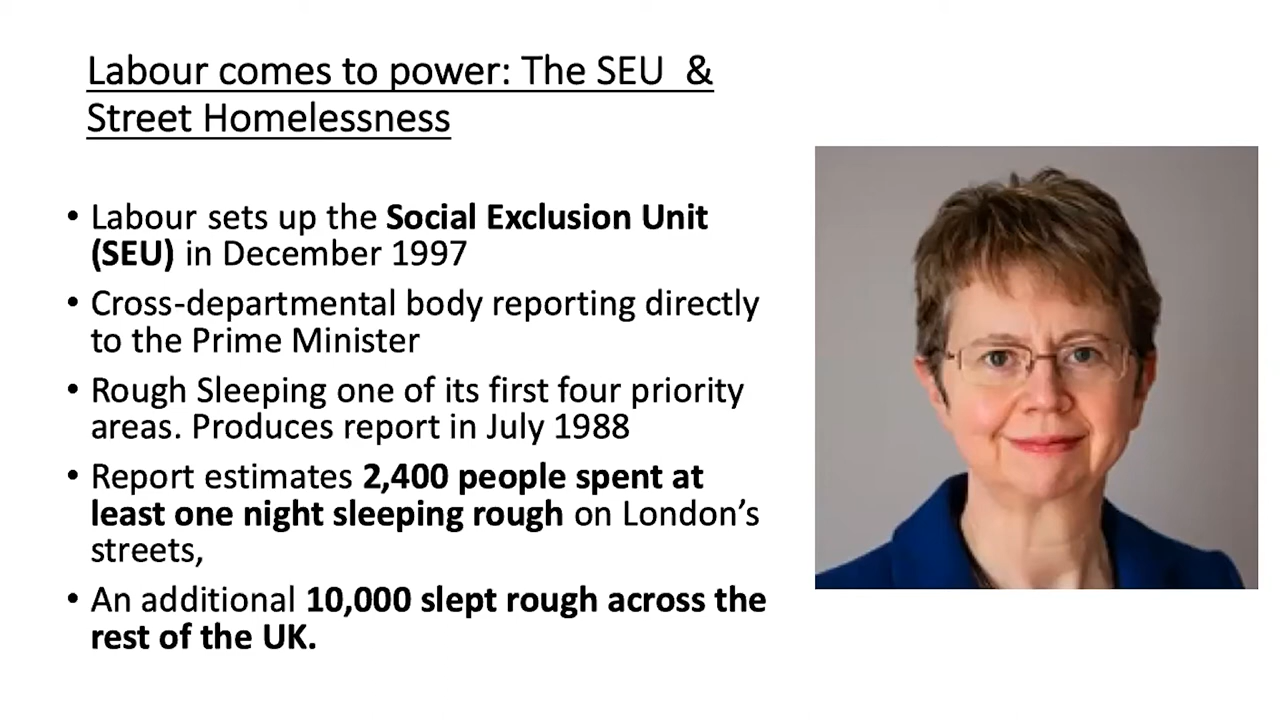 Labour comes to power: The SEU  &
Street Homelessness
• Labour sets up the Social Exclusion Unit
(SEU) in December 1997
• Cross-departmental body reporting directly
to the Prime Minister
• Rough Sleeping one of its first four priority
areas. Produces report in July 1988
• Report estimates 2,400 people spent at
least one night sleeping rough on London’s
streets,
• An additional 10,000 slept rough across the
rest of the UK.